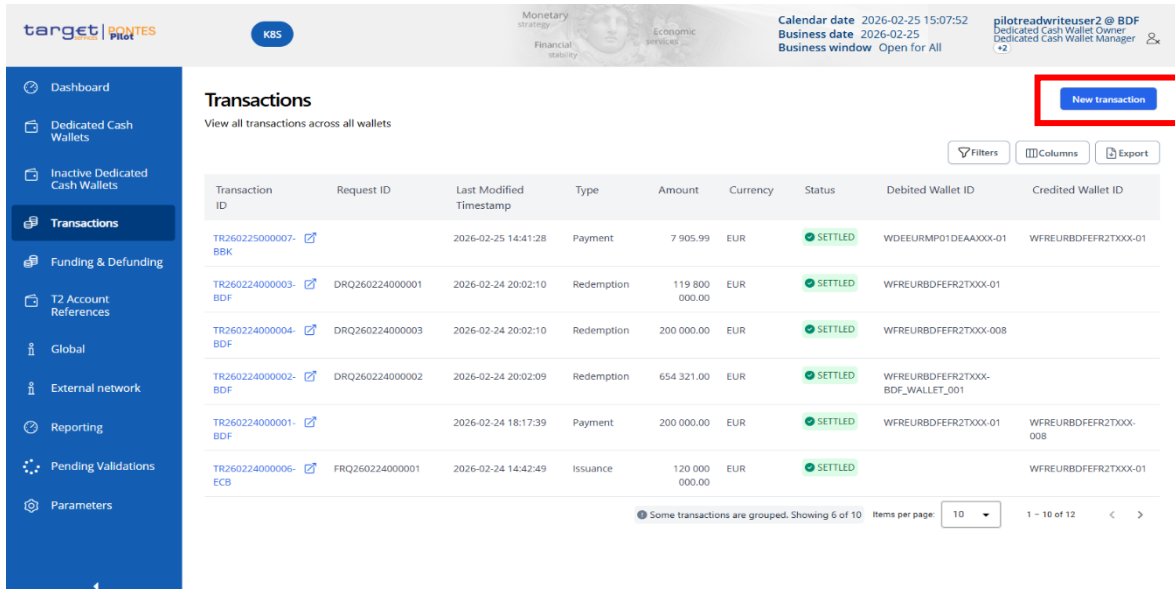 target | PONTES
services Pilot
K8S
Monetary
strategy
Economic
services ...
Financial
stability
Calendar date 2026-02-25 15:07:52
Business date 2026-02-25
Business window Open for All
pilotreadwriteuser2 @ BDF
Dedicated Cash Wallet Owner
Dedicated Cash Wallet Manager
+2
Dashboard
Dedicated Cash
Wallets
Inactive Dedicated
Cash Wallets
Transactions
Funding & Defunding
T2 Account
References
Global
External network
Reporting
Pending Validations
Parameters
Transactions
New transaction
View all transactions across all wallets
Filters Columns Export
Transaction ID Request ID Last Modified Timestamp Type Amount Currency Status Debited Wallet ID Credited Wallet ID
TR260225000007-BBK 2026-02-25 14:41:28 Payment 7 905.99 EUR SETTLED WDEEURMP01DEAAXXX-01 WFREURBDFEFR2TXXX-01
TR260224000003-BDF DRQ260224000001 2026-02-24 20:02:10 Redemption 119 800 000.00 EUR SETTLED WFREURBDFEFR2TXXX-01
TR260224000004-BDF DRQ260224000003 2026-02-24 20:02:10 Redemption 200 000.00 EUR SETTLED WFREURBDFEFR2TXXX-008
TR260224000002-BDF DRQ260224000002 2026-02-24 20:02:09 Redemption 654 321.00 EUR SETTLED WFREURBDFEFR2TXXX-BDF_WALLET_001
TR260224000001-BDF 2026-02-24 18:17:39 Payment 200 000.00 EUR SETTLED WFREURBDFEFR2TXXX-01 WFREURBDFEFR2TXXX-008
TR260224000006-ECB FRQ260224000001 2026-02-24 14:42:49 Issuance 120 000 000.00 EUR SETTLED WFREURBDFEFR2TXXX-01
Some transactions are grouped. Showing 6 of 10 Items per page: 10 1 – 10 of 12